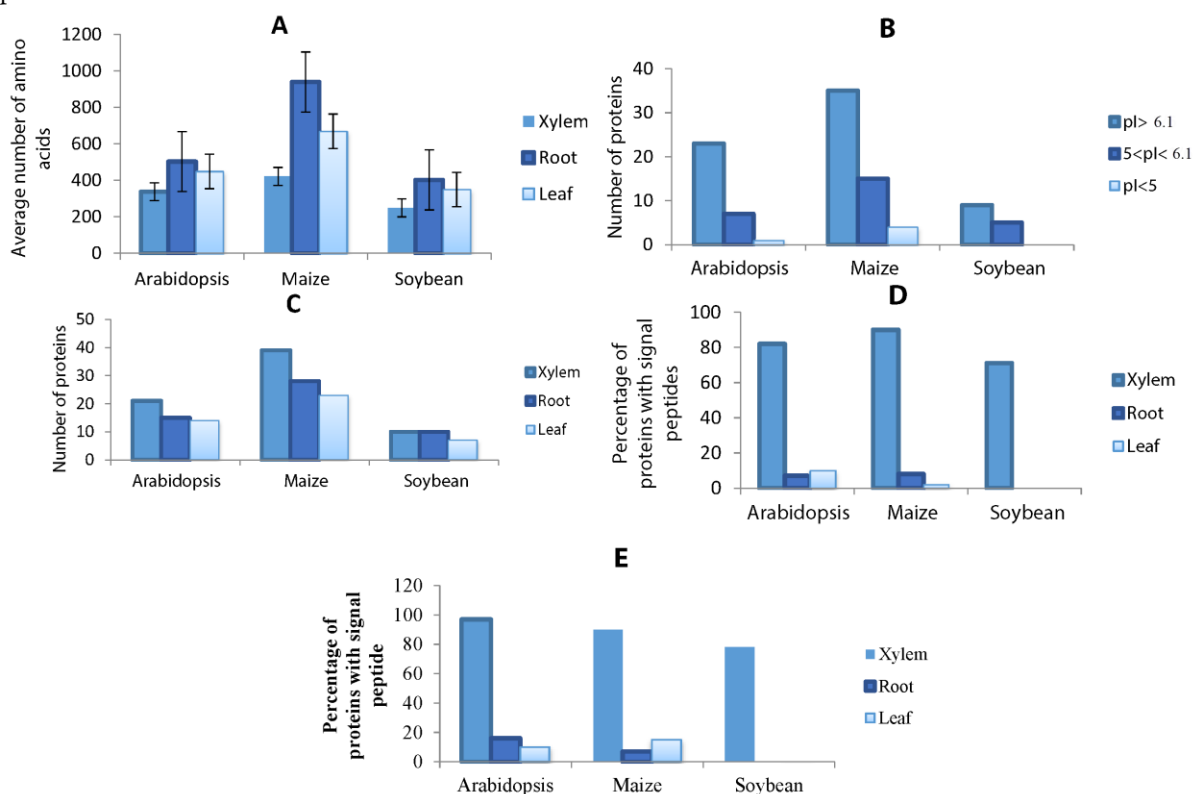 A
Average number of amino
acids
1200
1000
800
600
400
200
0
Arabidopsis Maize Soybean
Xylem
Root
Leaf
B
Number of proteins
40
30
20
10
0
Arabidopsis Maize Soybean
pI> 6.1
5<pI< 6.1
pI<5
C
Number of proteins
50
40
30
20
10
0
Arabidopsis Maize Soybean
Xylem
Root
Leaf
D
Percentage of
proteins with signal
peptides
100
80
60
40
20
0
Arabidopsis Maize Soybean
Xylem
Root
Leaf
E
Percentage of
proteins with signal
peptide
120
100
80
60
40
20
0
Arabidopsis Maize Soybean
Xylem
Root
Leaf